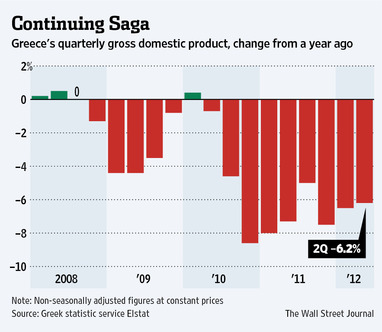 Continuing Saga
Greece's quarterly gross domestic product, change from a year ago
2%
0
0
−2
−4
−6
−8
−10
2Q −6.2%
2008 '09 '10 '11 '12
Note: Non-seasonally adjusted figures at constant prices
Source: Greek statistic service Elstat The Wall Street Journal